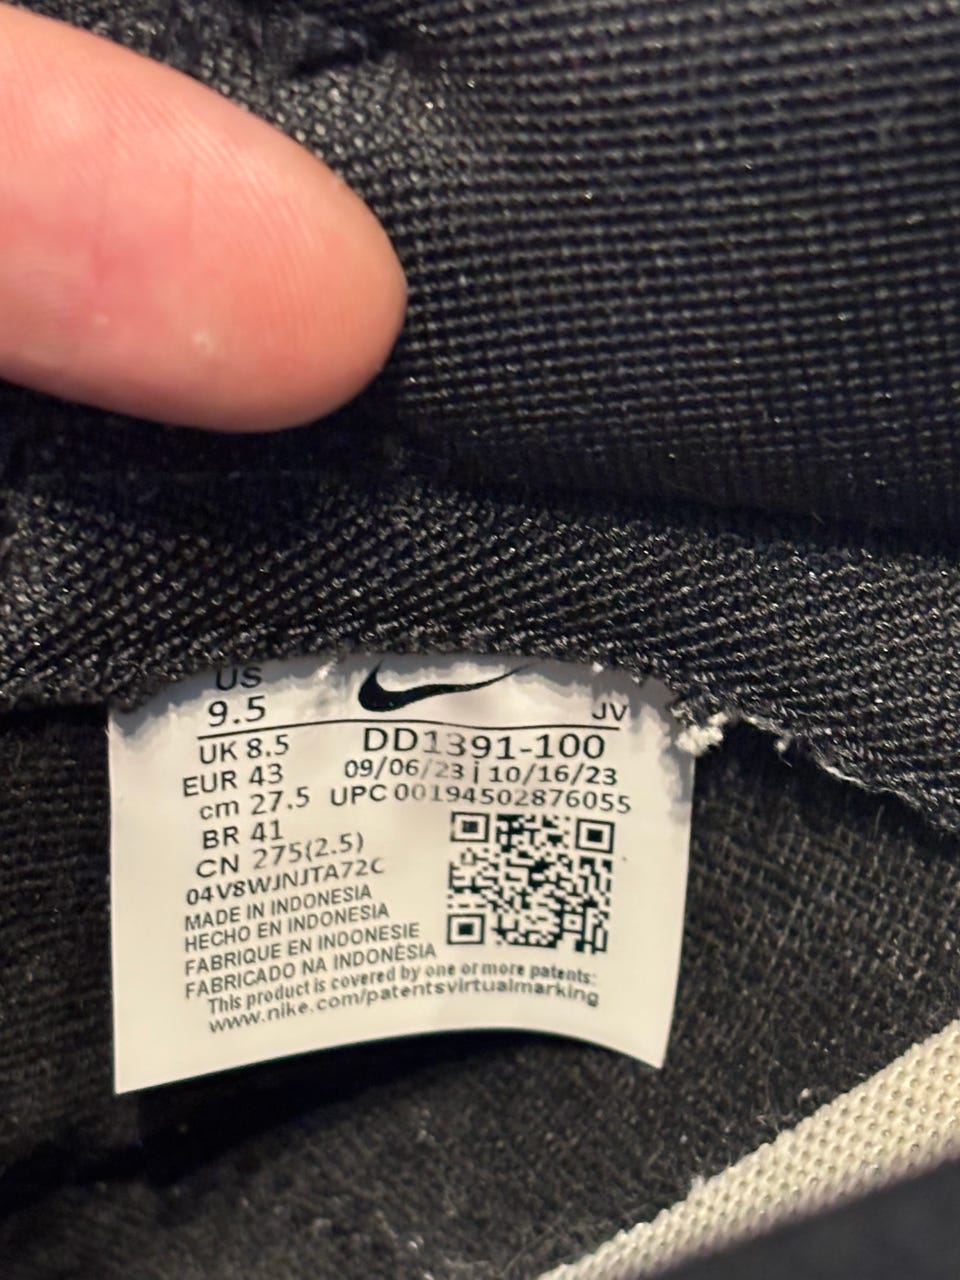 US
9.5
JV
UK 8.5
DD1391-100
EUR 43
09/06/23 | 10/16/23
cm 27.5
UPC 00194502876055
BR 41
CN 275(2.5)
04V8WJNJTA72C
MADE IN INDONESIA
HECHO EN INDONESIA
FABRIQUE EN INDONESIE
FABRICADO NA INDONÉSIA
This product is covered by one or more patents:
www.nike.com/patentsvirtualmarking